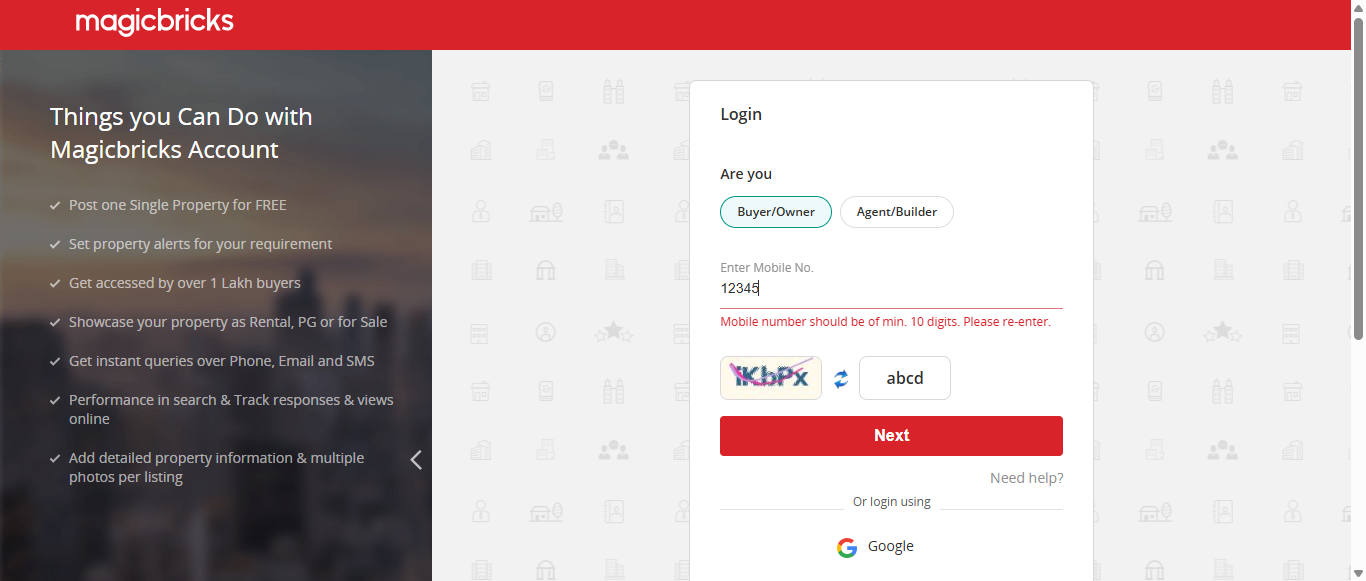 magicbricks
Things you Can Do with
Magicbricks Account
Post one Single Property for FREE
Set property alerts for your requirement
Get accessed by over 1 Lakh buyers
Showcase your property as Rental, PG or for Sale
Get instant queries over Phone, Email and SMS
Performance in search & Track responses & views
online
Add detailed property information & multiple
photos per listing
Login
Are you
Buyer/Owner
Agent/Builder
Enter Mobile No.
12345
Mobile number should be of min. 10 digits. Please re-enter.
abcd
Next
Need help?
Or login using
Google